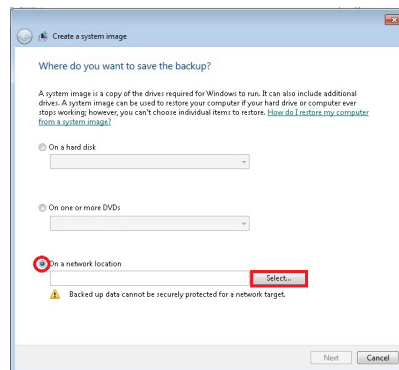 Create a system image
Where do you want to save the backup?
A system image is a copy of the drives required for Windows to run. It can also include additional
drives. A system image can be used to restore your computer if your hard drive or computer ever
stops working; however, you can't choose individual items to restore. How do I restore my computer
from a system image?
On a hard disk
On one or more DVDs
On a network location
Select...
Backed up data cannot be securely protected for a network target.
Next
Cancel